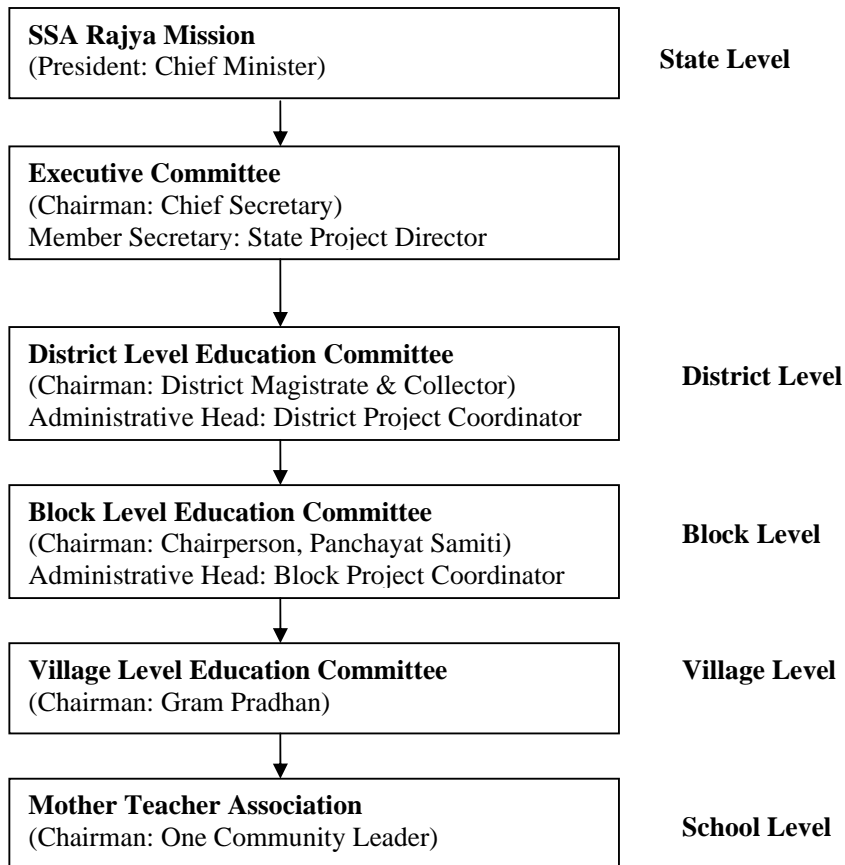 SSA Rajya Mission
(President: Chief Minister)
State Level
Executive Committee
(Chairman: Chief Secretary)
Member Secretary: State Project Director
District Level Education Committee
(Chairman: District Magistrate & Collector)
Administrative Head: District Project Coordinator
District Level
Block Level Education Committee
(Chairman: Chairperson, Panchayat Samiti)
Administrative Head: Block Project Coordinator
Block Level
Village Level Education Committee
(Chairman: Gram Pradhan)
Village Level
Mother Teacher Association
(Chairman: One Community Leader)
School Level